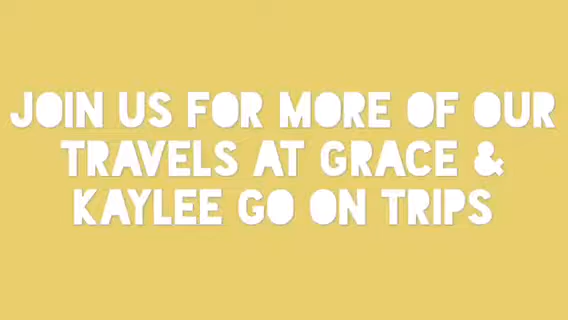 JOIN US FOR MORE OF OUR
TRAVELS AT GRACE &
KAYLEE GO ON TRIPS